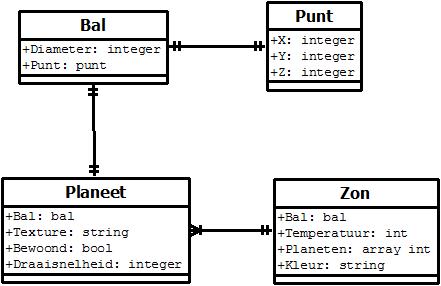 Bal
+Diameter: integer
+Punt: punt
Punt
+X: integer
+Y: integer
+Z: integer
Planeet
+Bal: bal
+Texture: string
+Bewoond: bool
+Draaisnelheid: integer
Zon
+Bal: bal
+Temperatuur: int
+Planeten: array int
+Kleur: string